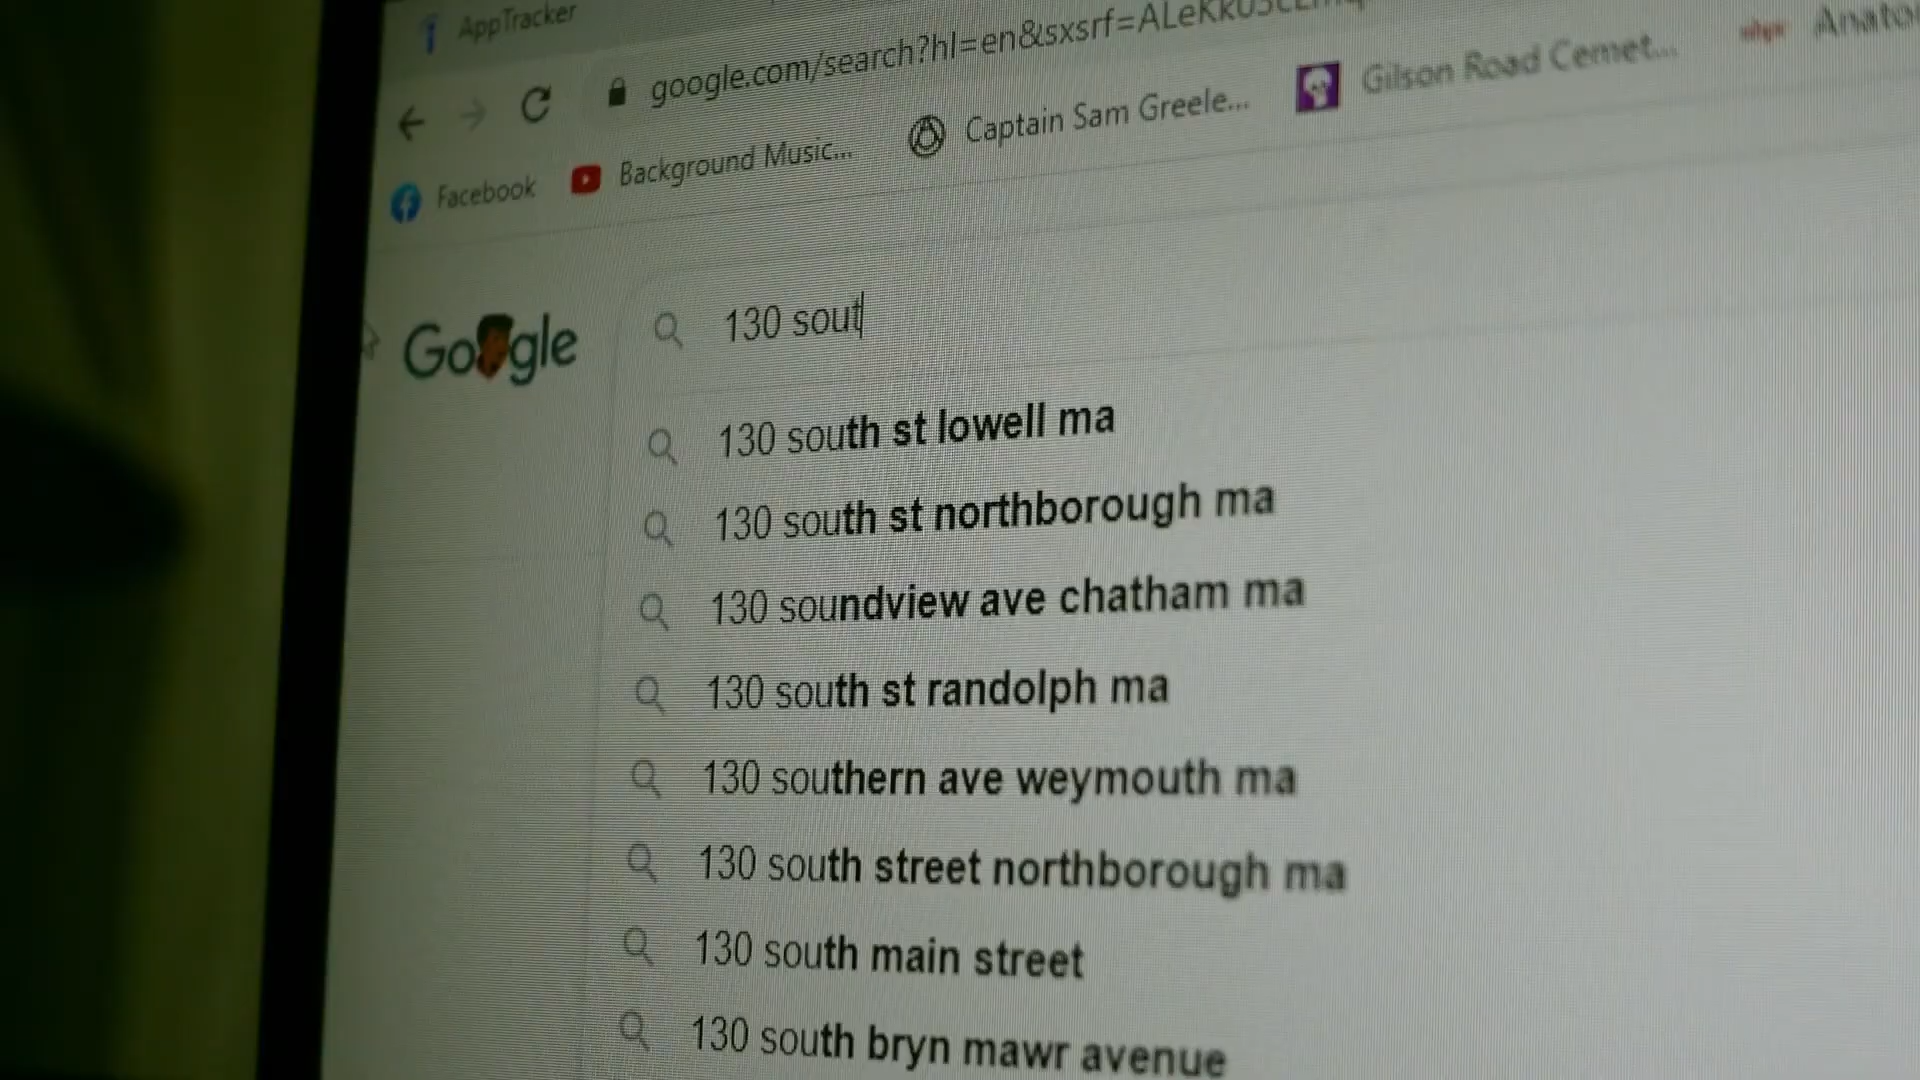 AppTracker
google.com/search?hl=en&sxsrf=ALeKk03
Facebook
Background Music...
Captain Sam Greele...
Gilson Road Cemet...
Google
130 sout
130 south st lowell ma
130 south st northborough ma
130 soundview ave chatham ma
130 south st randolph ma
130 southern ave weymouth ma
130 south street northborough ma
130 south main street
130 south bryn mawr avenue